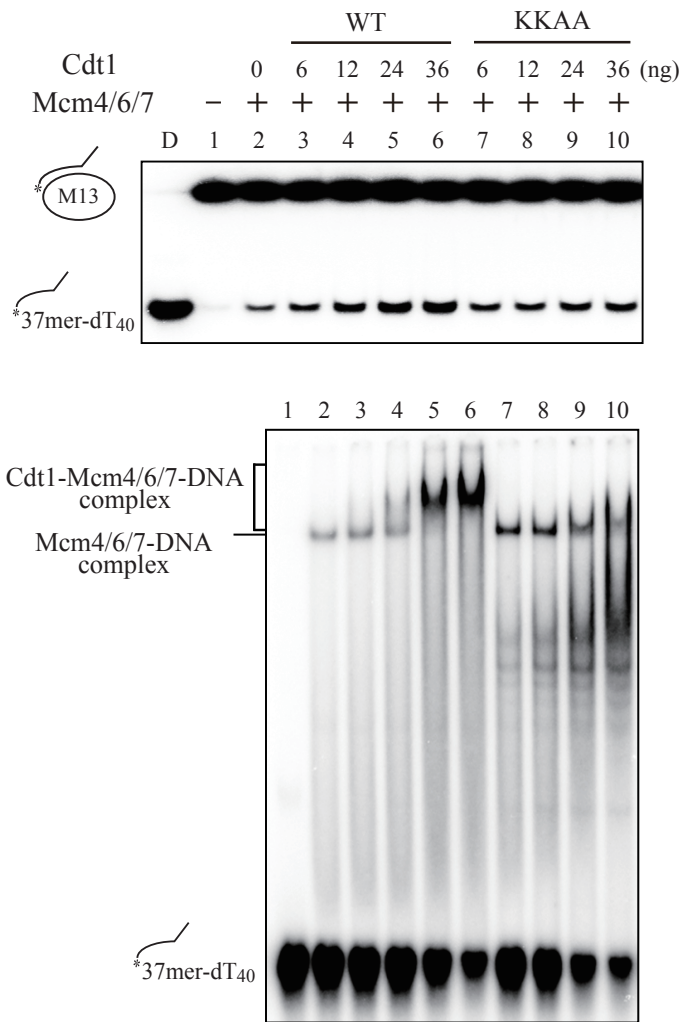 WT KKAA
Cdt1 0 6 12 24 36 6 12 24 36 (ng)
Mcm4/6/7 − + + + + + + + + +
D 1 2 3 4 5 6 7 8 9 10
* M13
*37mer-dT40
1 2 3 4 5 6 7 8 9 10
Cdt1-Mcm4/6/7-DNA
complex
Mcm4/6/7-DNA
complex
*37mer-dT40